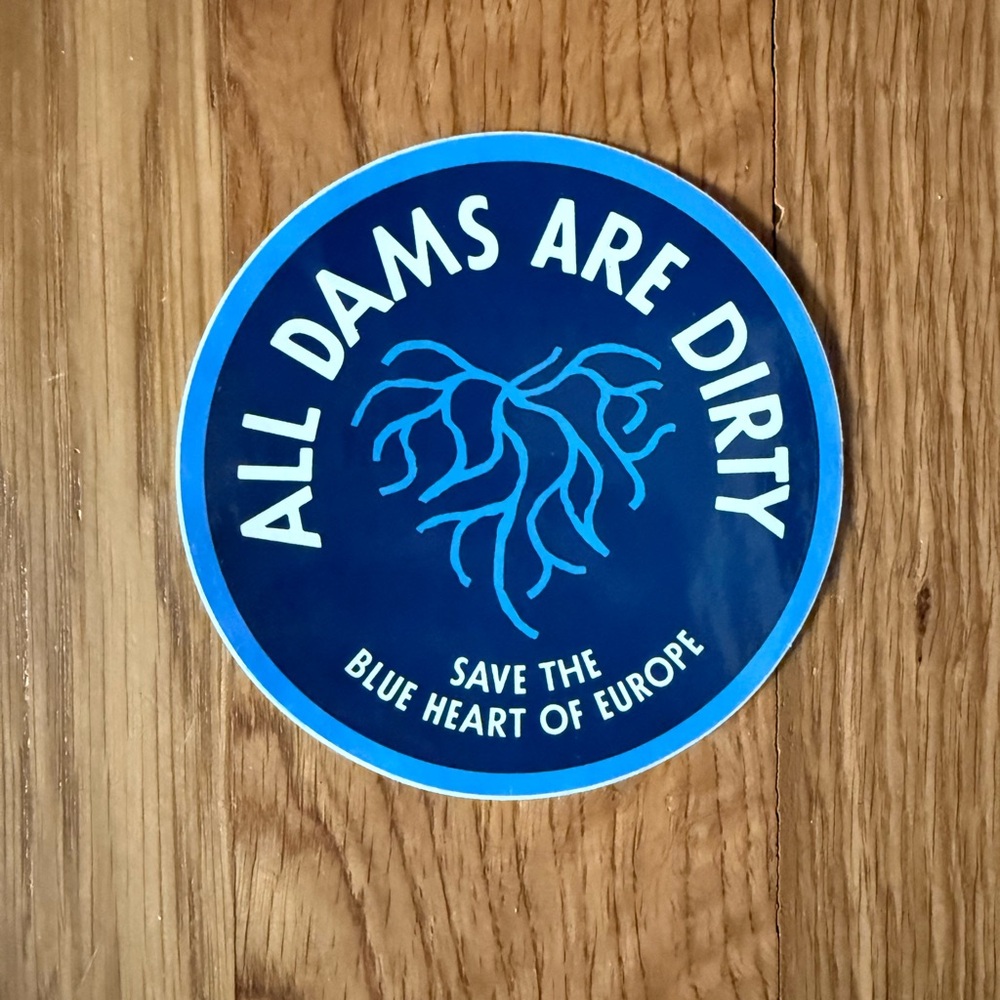 ALL DAMS ARE DIRTY
SAVE THE
BLUE HEART OF EUROPE